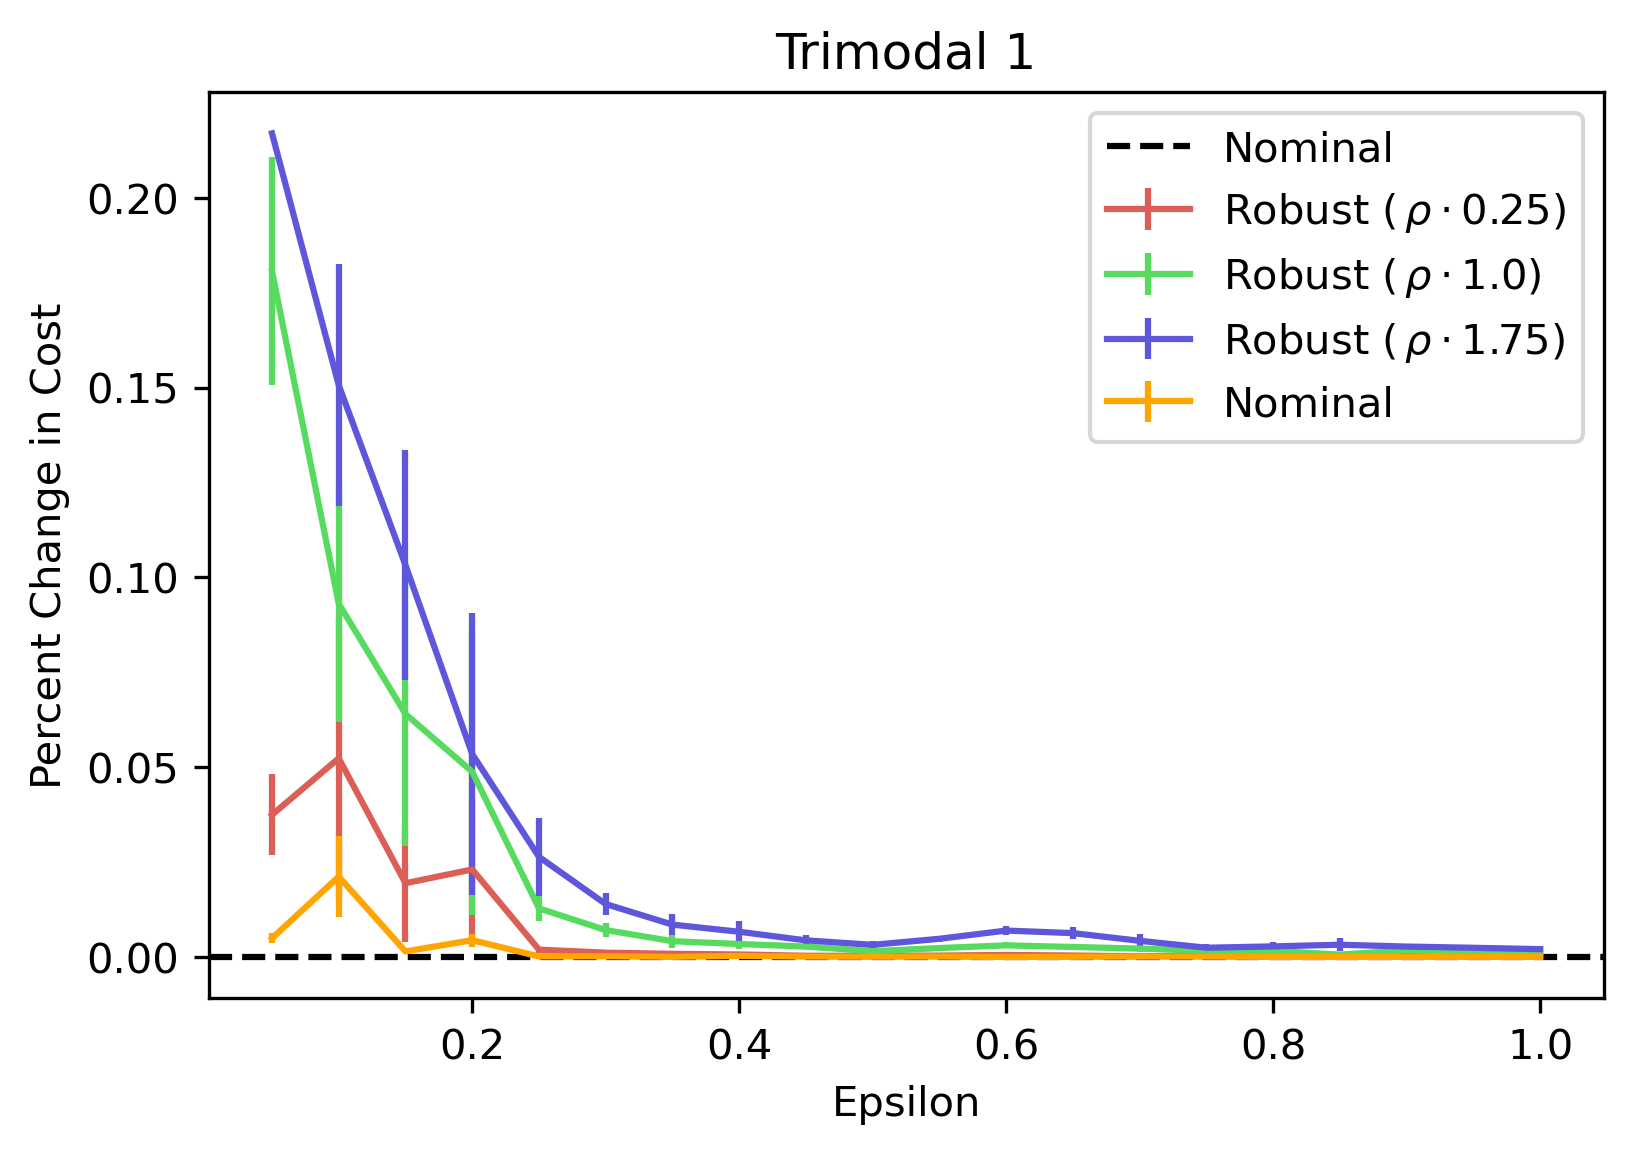 Trimodal 1
Percent Change in Cost
0.20
0.15
0.10
0.05
0.00
Nominal
Robust (ρ · 0.25)
Robust (ρ · 1.0)
Robust (ρ · 1.75)
Nominal
0.2 0.4 0.6 0.8 1.0
Epsilon